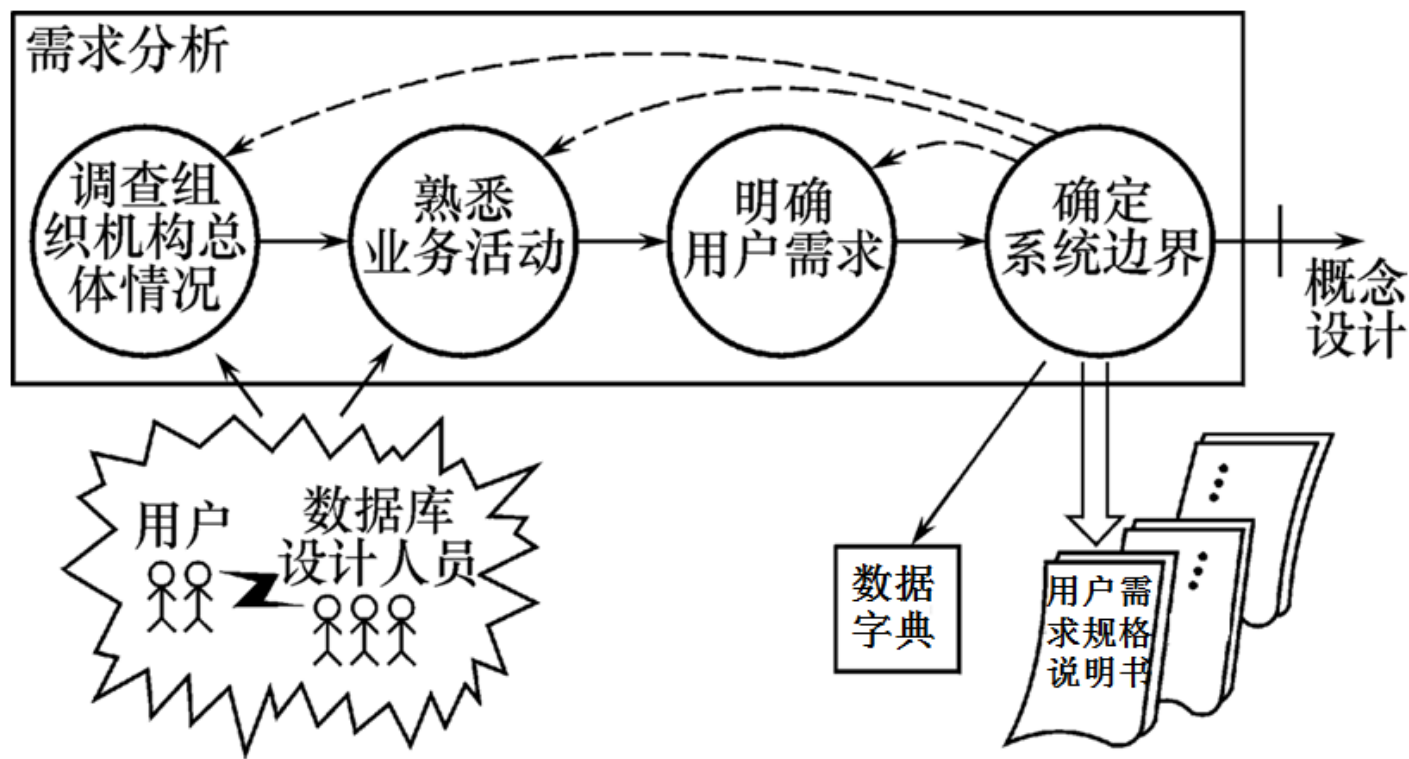 需求分析
调查组
织机构总
体情况
熟悉
业务活动
明确
用户需求
确定
系统边界
概念
设计
用户
数据库
设计人员
数据
字典
用户需
求规格
说明书